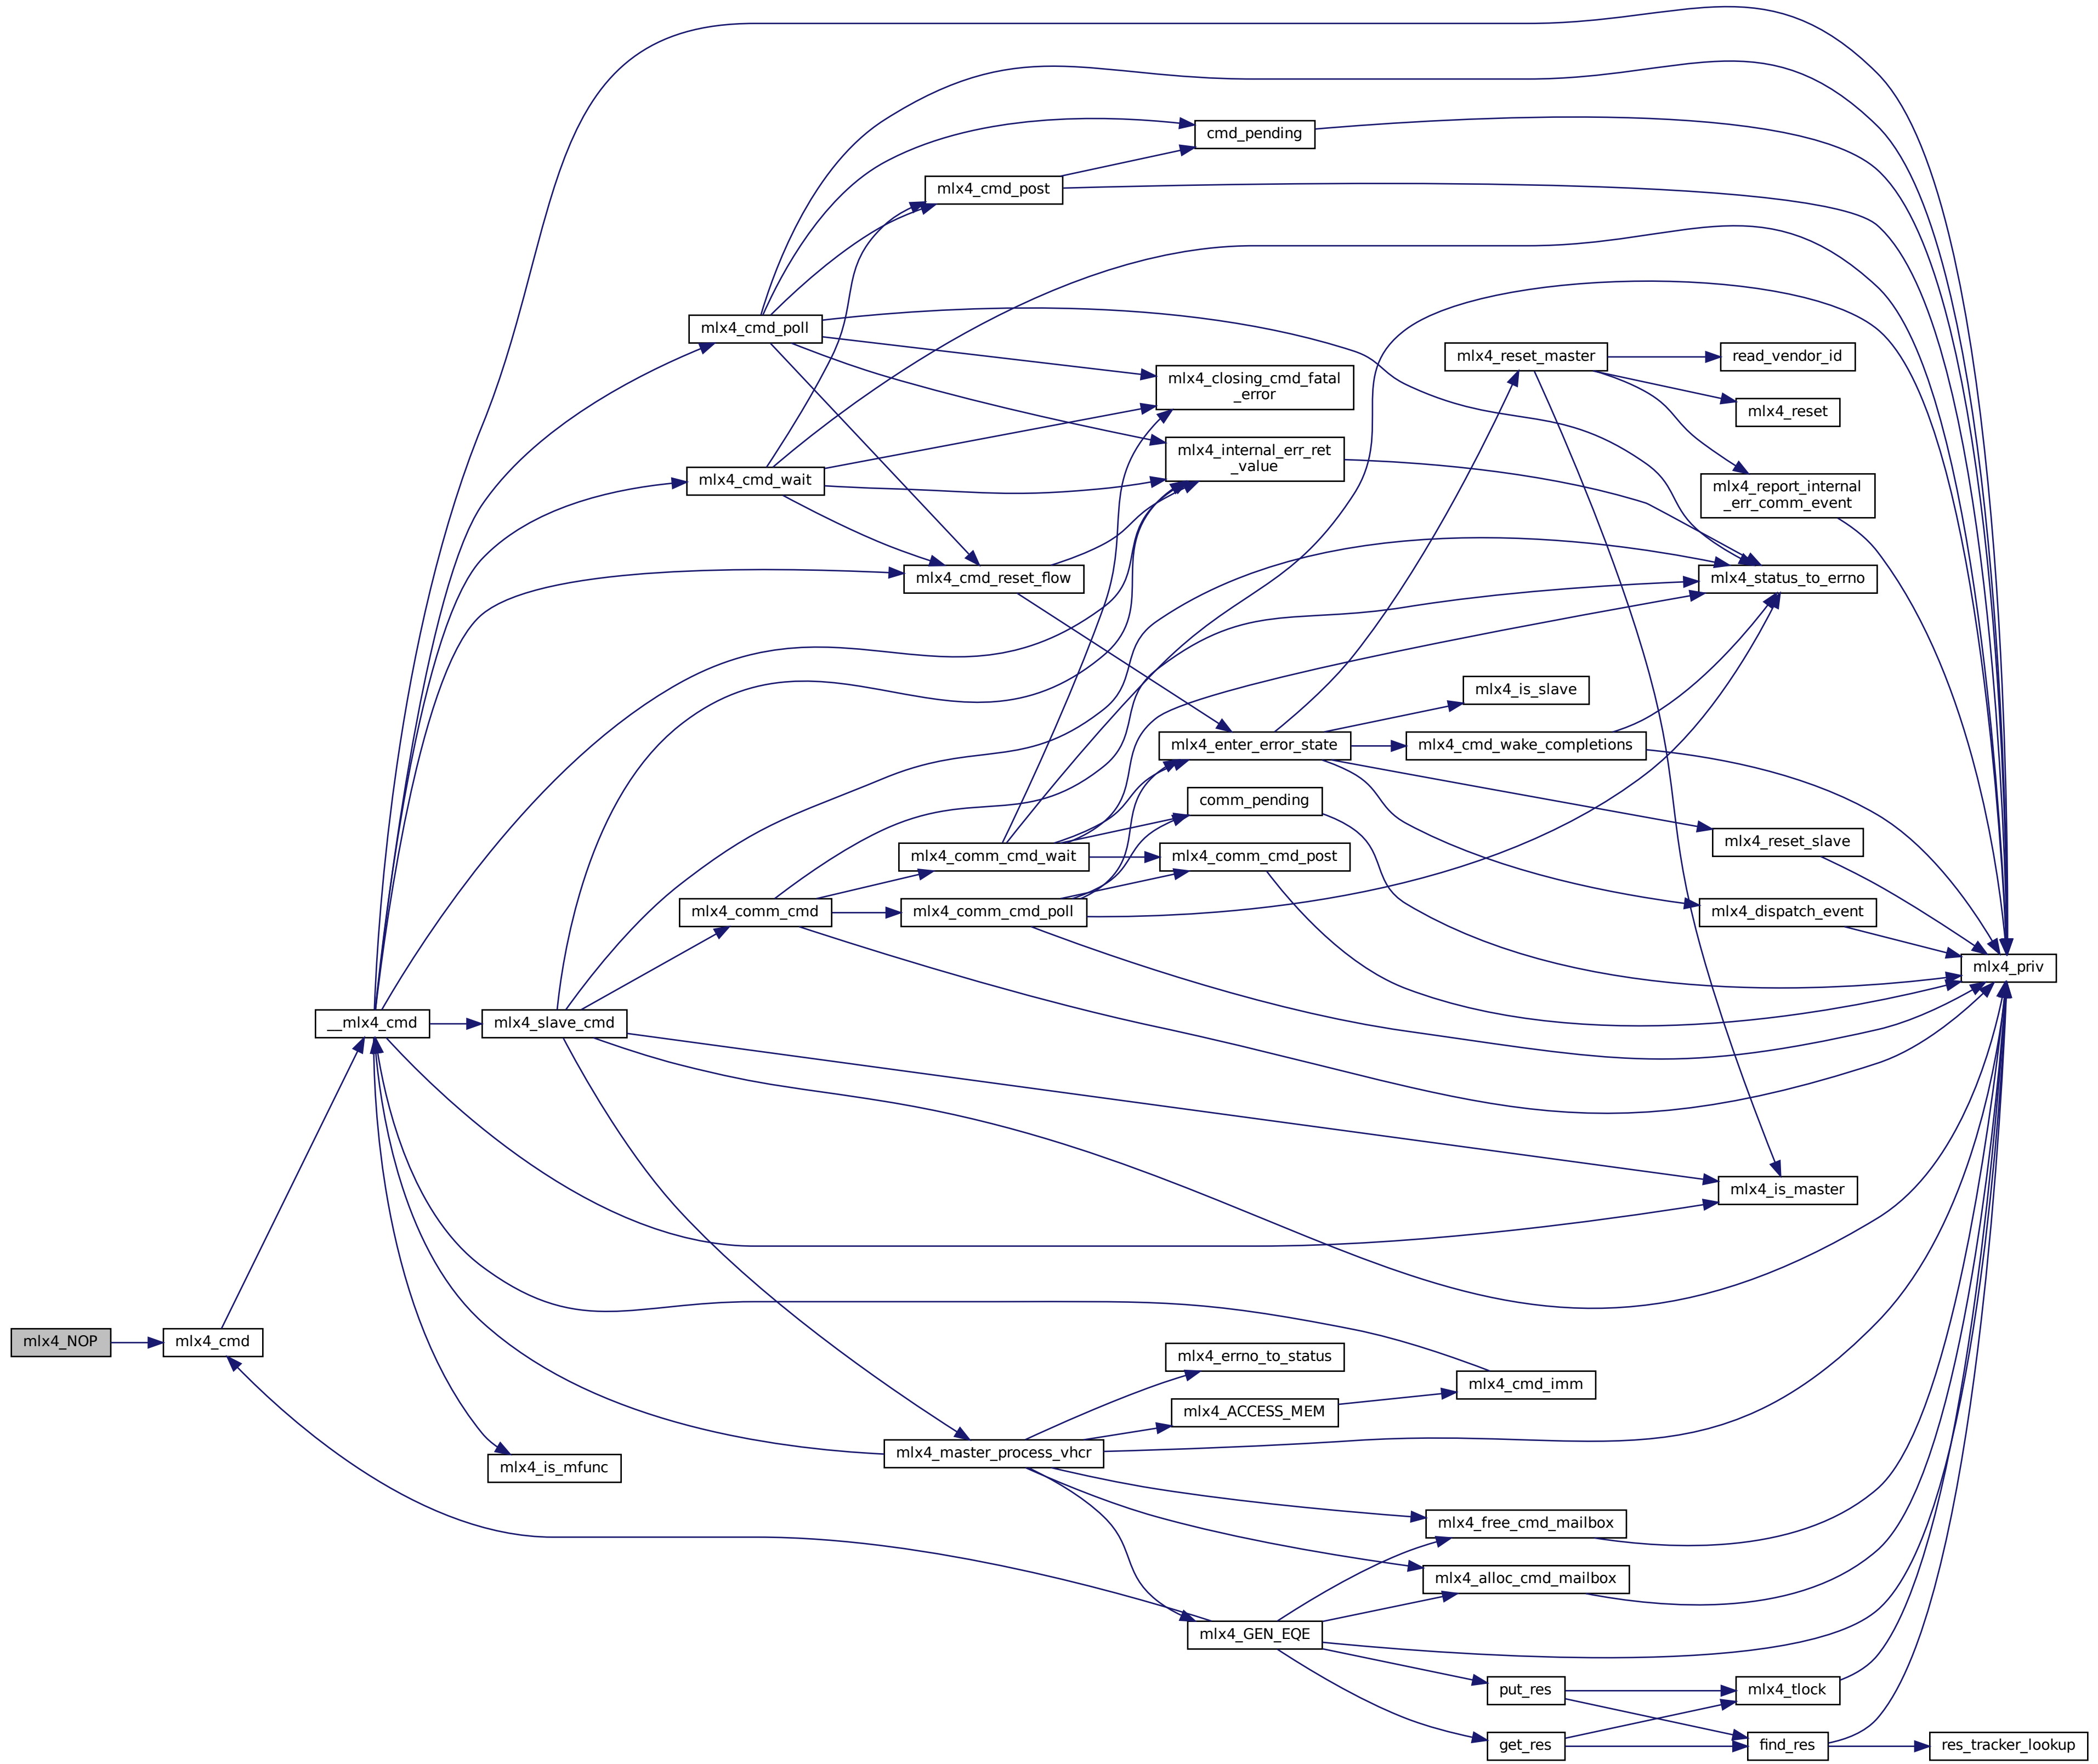 cmd_pending
mlx4_cmd_post
mlx4_cmd_poll
mlx4_reset_master
read_vendor_id
mlx4_closing_cmd_fatal
_error
mlx4_reset
mlx4_internal_err_ret
_value
mlx4_cmd_wait
mlx4_report_internal
_err_comm_event
mlx4_cmd_reset_flow
mlx4_status_to_errno
mlx4_is_slave
mlx4_enter_error_state
mlx4_cmd_wake_completions
comm_pending
mlx4_reset_slave
mlx4_comm_cmd_wait
mlx4_comm_cmd_post
mlx4_comm_cmd
mlx4_comm_cmd_poll
mlx4_dispatch_event
mlx4_priv
__mlx4_cmd
mlx4_slave_cmd
mlx4_is_master
mlx4_NOP
mlx4_cmd
mlx4_errno_to_status
mlx4_cmd_imm
mlx4_ACCESS_MEM
mlx4_master_process_vhcr
mlx4_is_mfunc
mlx4_free_cmd_mailbox
mlx4_alloc_cmd_mailbox
mlx4_GEN_EQE
put_res
mlx4_tlock
get_res
find_res
res_tracker_lookup